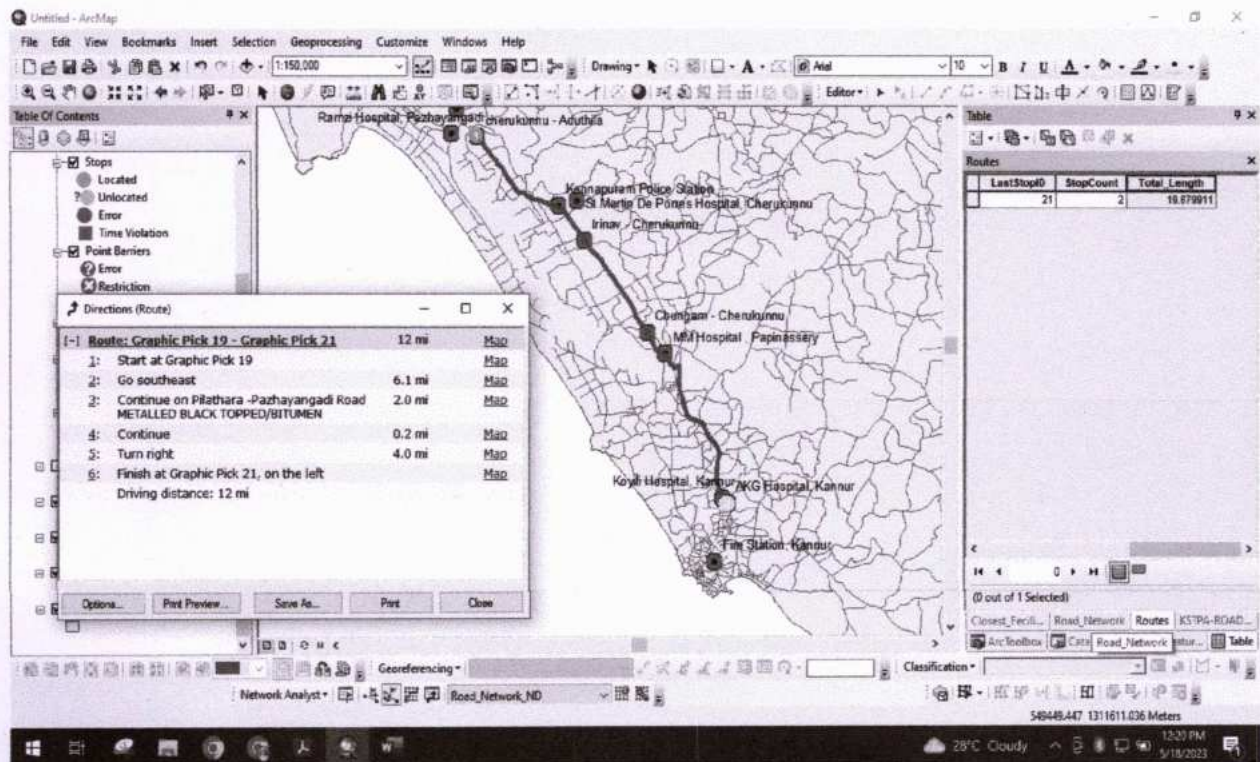 Untitled - ArcMap
File Edit View Bookmarks Insert Selection Geoprocessing Customize Windows Help
1:150,000
Drawing
Arial
10
B I U A
Editor
Table Of Contents
Stops
Located
Unlocated
Error
Time Violation
Point Barriers
Error
Restriction
Directions (Route)
[-] Route: Graphic Pick 19 - Graphic Pick 21 12 mi Map
1: Start at Graphic Pick 19 Map
2: Go southeast 6.1 mi Map
3: Continue on Pilathara -Pazhayangadi Road 2.0 mi Map
METALLED BLACK TOPPED/BITUMEN
4: Continue 0.2 mi Map
5: Turn right 4.0 mi Map
6: Finish at Graphic Pick 21, on the left Map
Driving distance: 12 mi
Options... Print Preview... Save As... Print Close
Ramzi Hospital, Pazhayangadi
cherukunnu - Aduthila
Kannapuram Police Station
St Martin De Porres Hospital, Cherukunnu
Irinav - Cherukunnu
Chengam - Cherukunnu
MM Hospital, Papinassery
Koyili Hospital, Kannur
AKG Hospital, Kannur
Fire Station, Kannur
Table
Routes
LastStopID StopCount Total_Length
21 2 19.879911
0
(0 out of 1 Selected)
Closest_Facili... Road_Network Routes KSTPA-ROAD...
ArcToolbox Cata Road_Network atur... Table
Georeferencing
Classification
Network Analyst Road_Network_ND
549449.447 1311611.036 Meters
28°C Cloudy
12:20 PM
5/18/2023